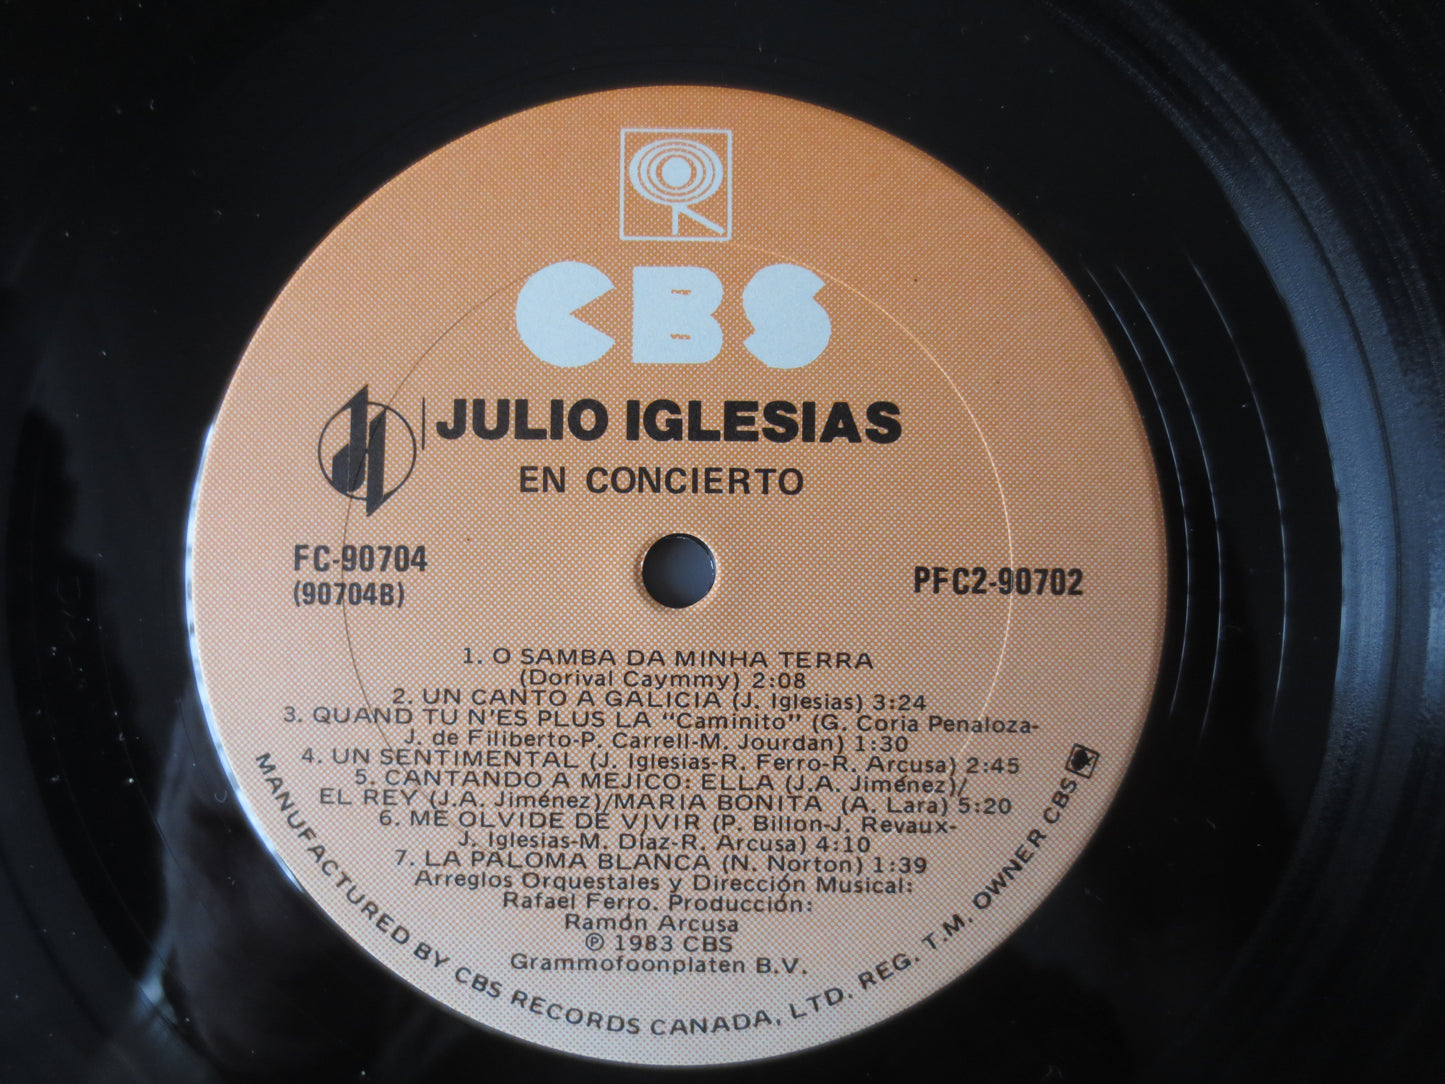 CBS
JULIO IGLESIAS
EN CONCIERTO
FC-90704
(90704B)
PFC2-90702
1. O SAMBA DA MINHA TERRA
(Dorival Caymmy) 2:08
2. UN CANTO A GALICIA (J. Iglesias) 3:24
3. QUAND TU N'ES PLUS LA "Caminito" (G. Coria Penaloza-
J. de Filiberto-P. Carrell-M. Jourdan) 1:30
4. UN SENTIMENTAL (J. Iglesias-R. Ferro-R. Arcusa) 2:45
5. CANTANDO A MEJICO: ELLA (J.A. Jiménez)/
EL REY (J.A. Jiménez)/MARIA BONITA (A. Lara) 5:20
6. ME OLVIDE DE VIVIR (P. Billon-J. Revaux-
J. Iglesias-M. Díaz-R. Arcusa) 4:10
7. LA PALOMA BLANCA (N. Norton) 1:39
Arreglos Orquestales y Dirección Musical:
Rafael Ferro. Producción:
Ramón Arcusa
℗ 1983 CBS
Grammofoonplaten B.V.
MANUFACTURED BY CBS RECORDS CANADA, LTD. REG. T.M. OWNER CBS